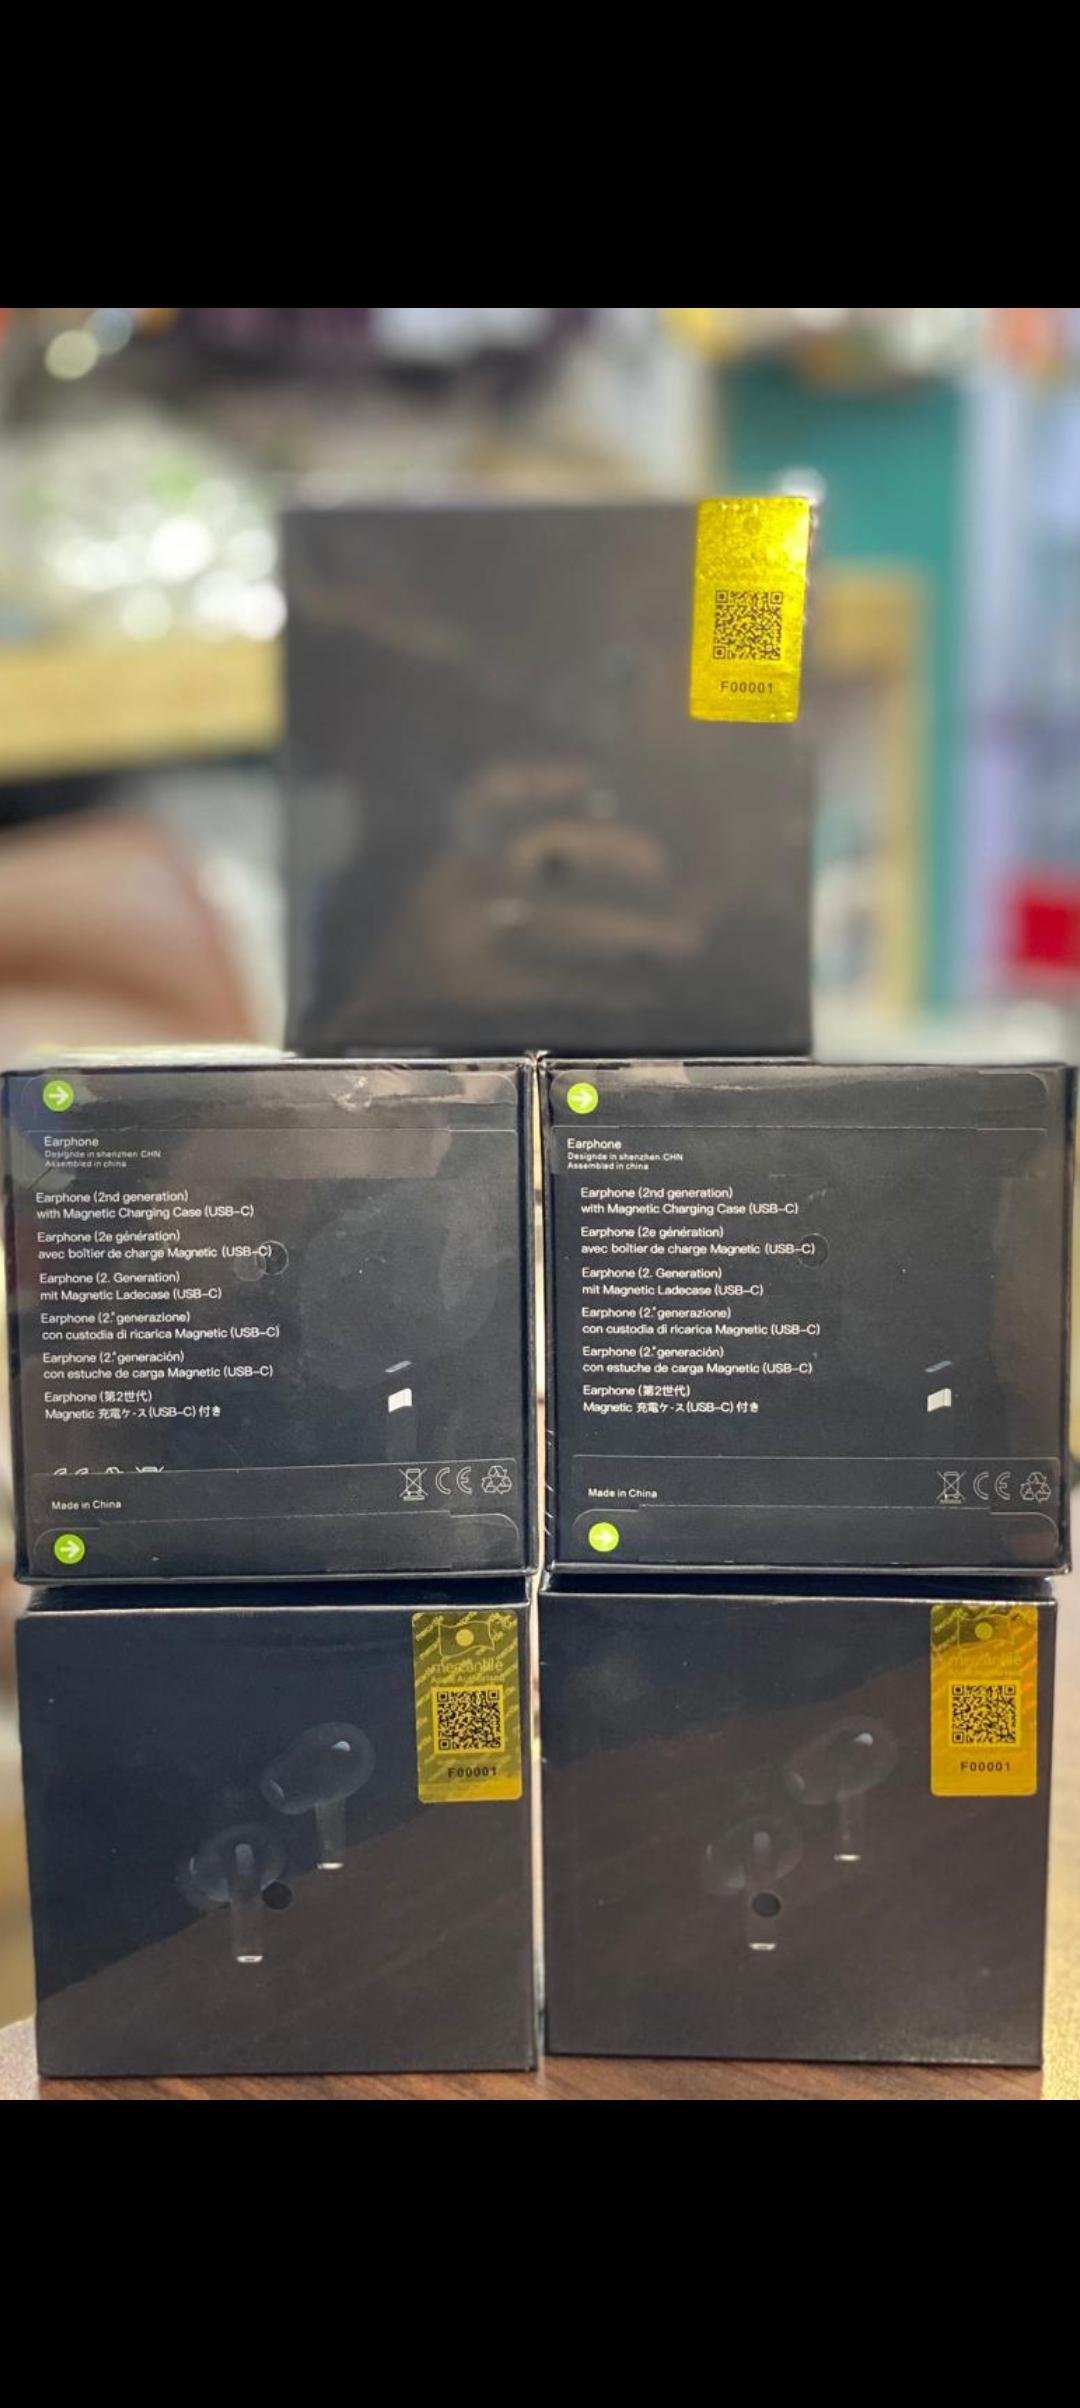 F00001
Earphone
Designde in shenzhen CHN
Assembled in china
Earphone (2nd generation)
with Magnetic Charging Case (USB-C)
Earphone (2e génération)
avec boîtier de charge Magnetic (USB-C)
Earphone (2. Generation)
mit Magnetic Ladecase (USB-C)
Earphone (2.ª generazione)
con custodia di ricarica Magnetic (USB-C)
Earphone (2.ª generación)
con estuche de carga Magnetic (USB-C)
Earphone (第2世代)
Magnetic 充電ケ-ス (USB-C) 付き
CE
Made in China
Earphone
Designde in shenzhen CHN
Assembled in china
Earphone (2nd generation)
with Magnetic Charging Case (USB-C)
Earphone (2e génération)
avec boîtier de charge Magnetic (USB-C)
Earphone (2. Generation)
mit Magnetic Ladecase (USB-C)
Earphone (2.ª generazione)
con custodia di ricarica Magnetic (USB-C)
Earphone (2.ª generación)
con estuche de carga Magnetic (USB-C)
Earphone (第2世代)
Magnetic 充電ケ-ス (USB-C) 付き
CE
Made in China
mercantile
Apple Authorised
F00001
mercantile
F00001